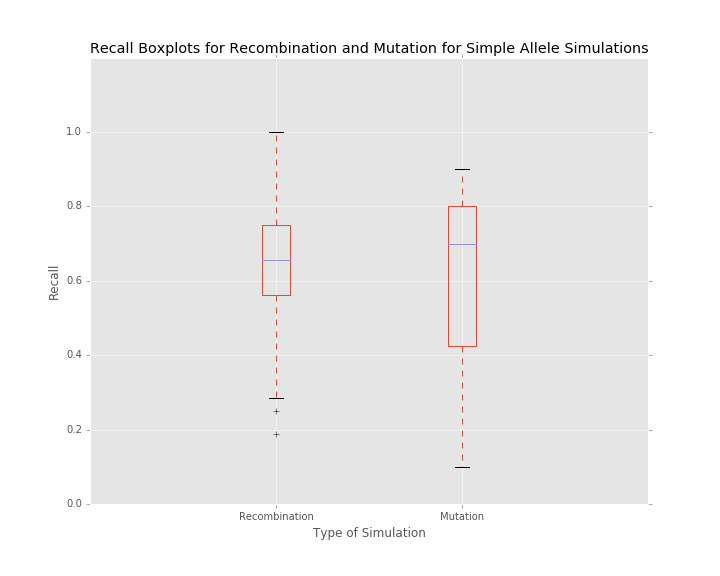 Recall Boxplots for Recombination and Mutation for Simple Allele Simulations
1.0
0.8
0.6
0.4
0.2
0.0
Recall
Recombination Mutation
Type of Simulation